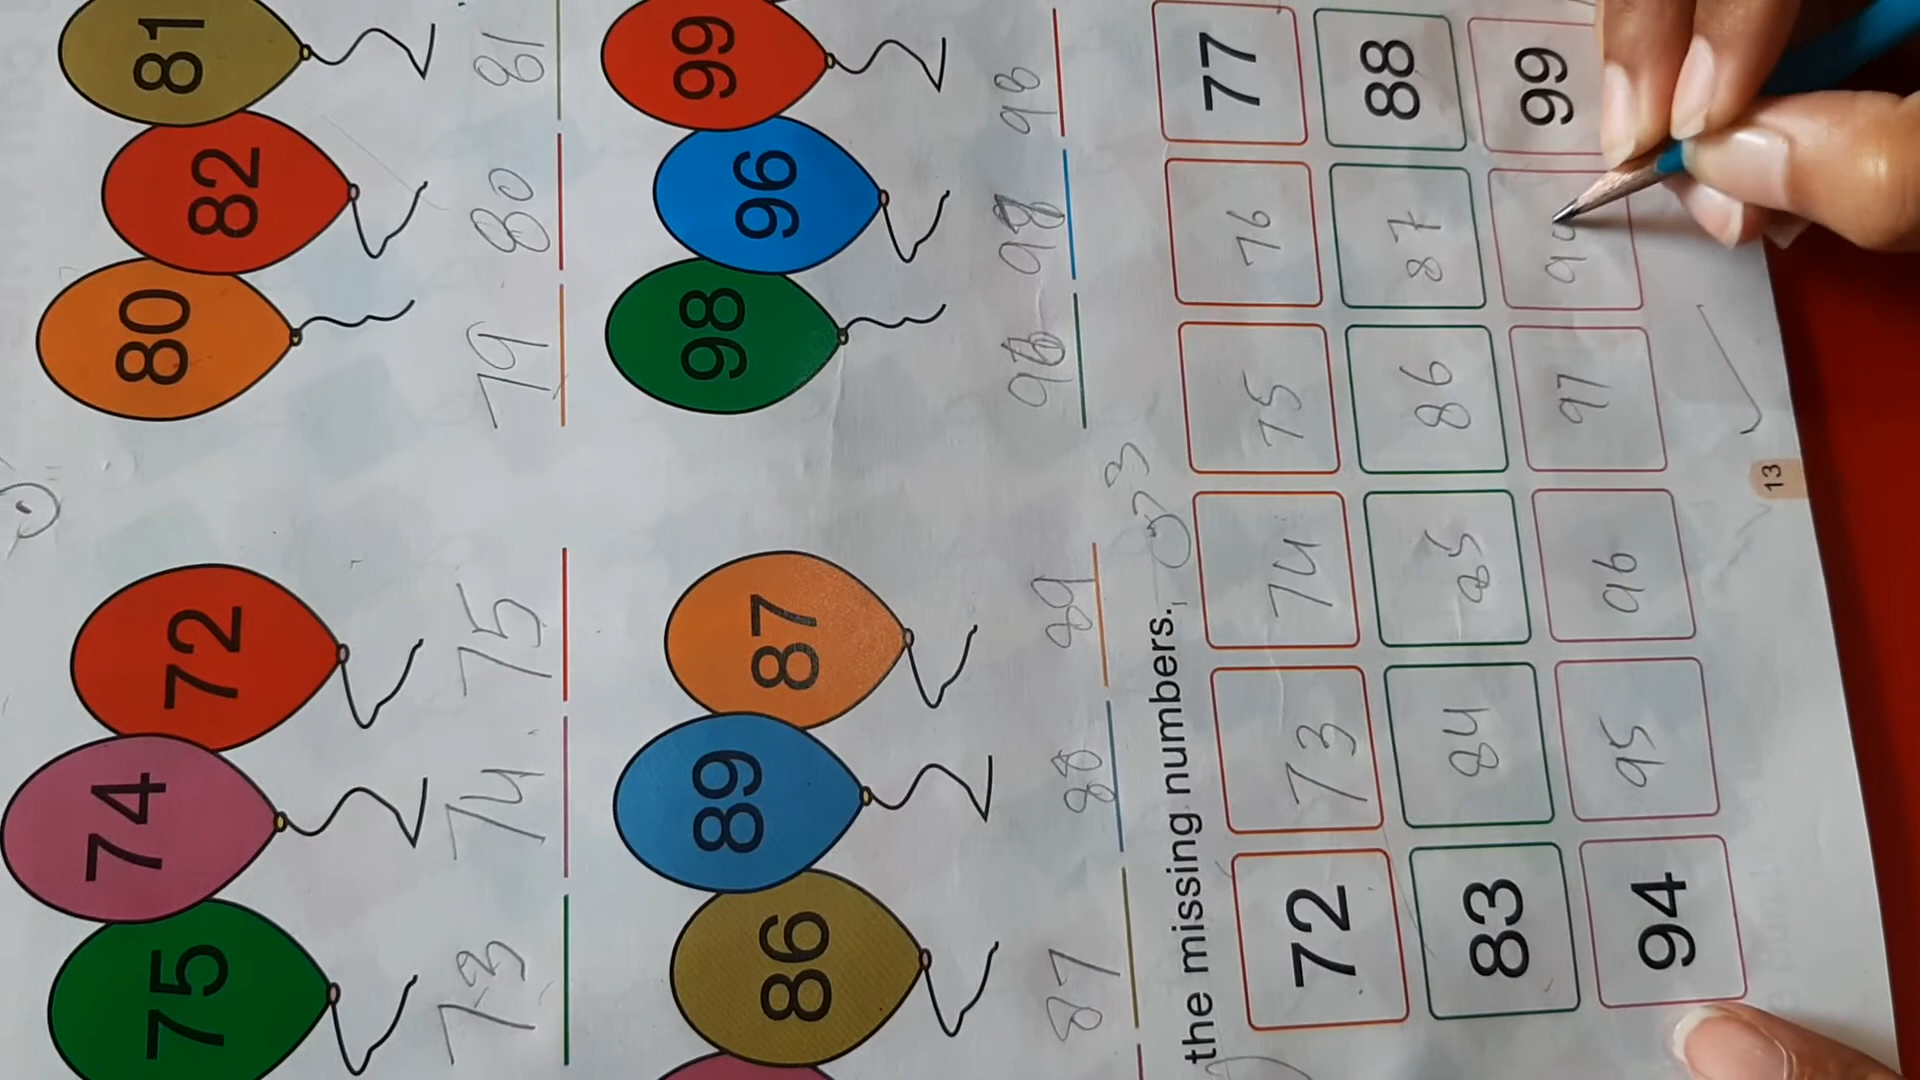 75 74 72 80 82 81
73 74 75 79 80 81
86 89 87 98 96 99
87 88 89 96 98
the missing numbers.
72 73 74 75 76 77
83 84 85 86 87 88
94 95 96 97 99
13